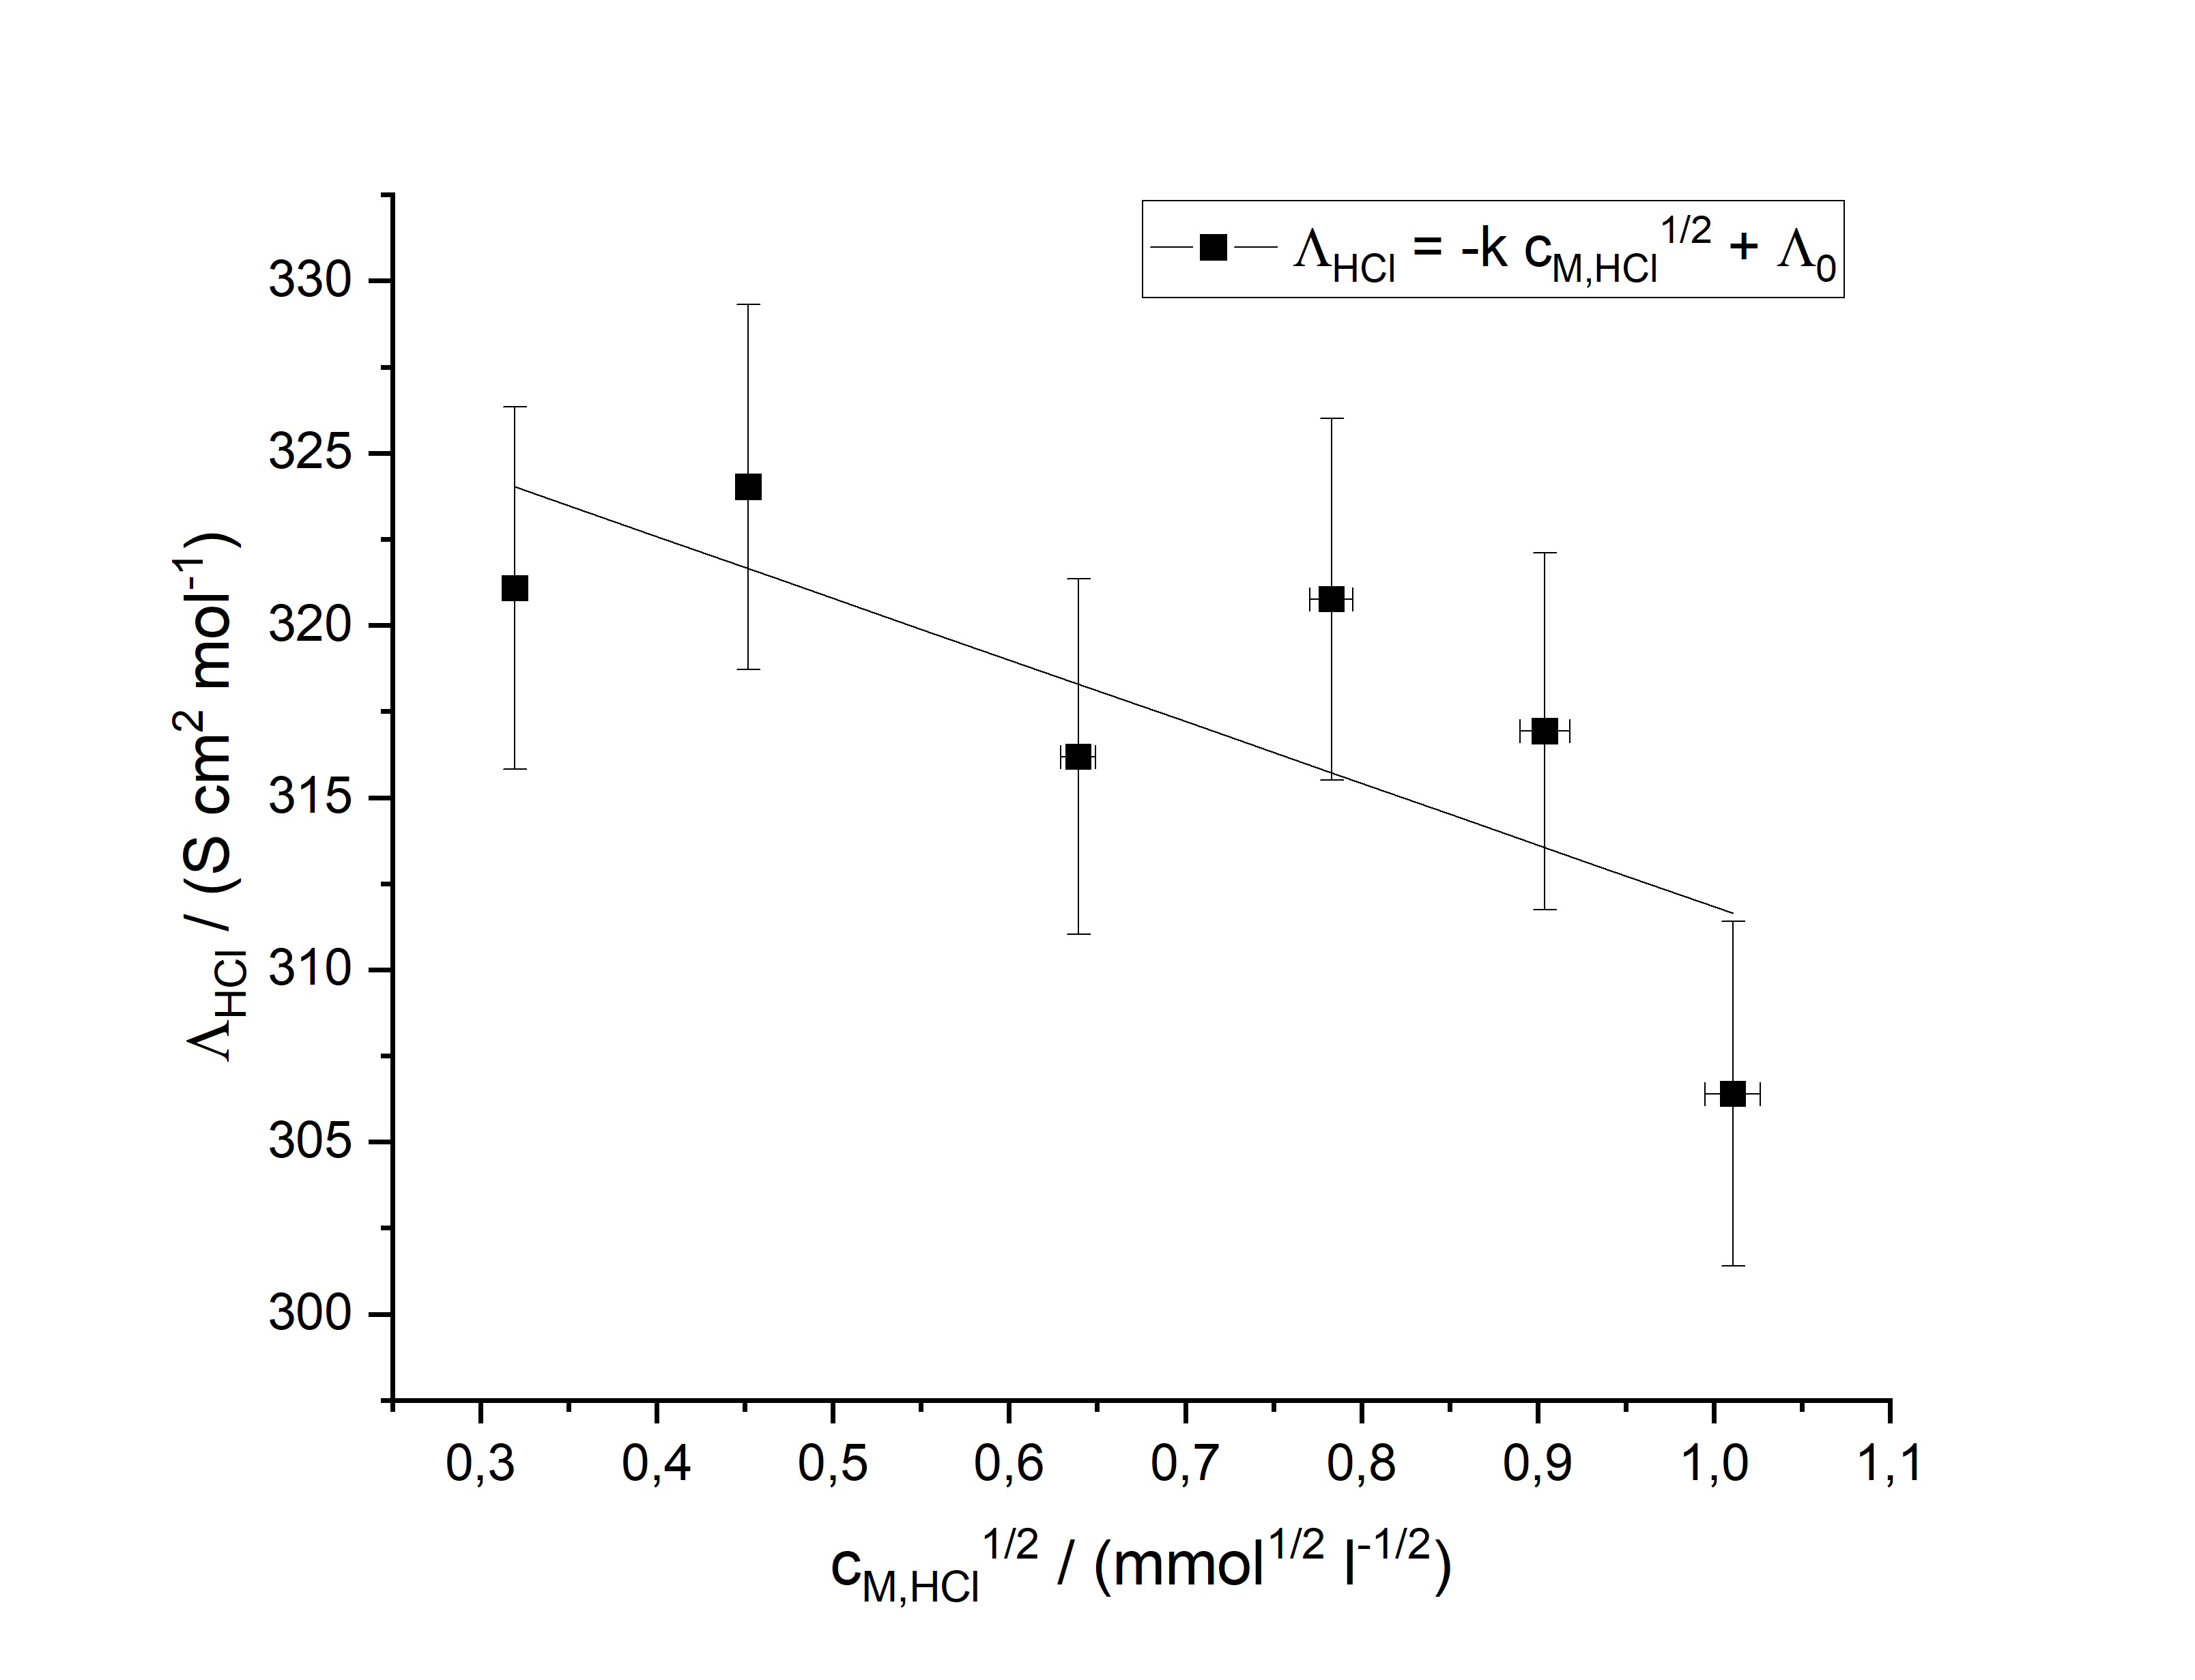 Λ_HCl = -k c_M,HCl^1/2 + Λ_0
330
325
320
315
310
305
300
Λ_HCl / (S cm^2 mol^-1)
0,3 0,4 0,5 0,6 0,7 0,8 0,9 1,0 1,1
c_M,HCl^1/2 / (mmol^1/2 l^-1/2)